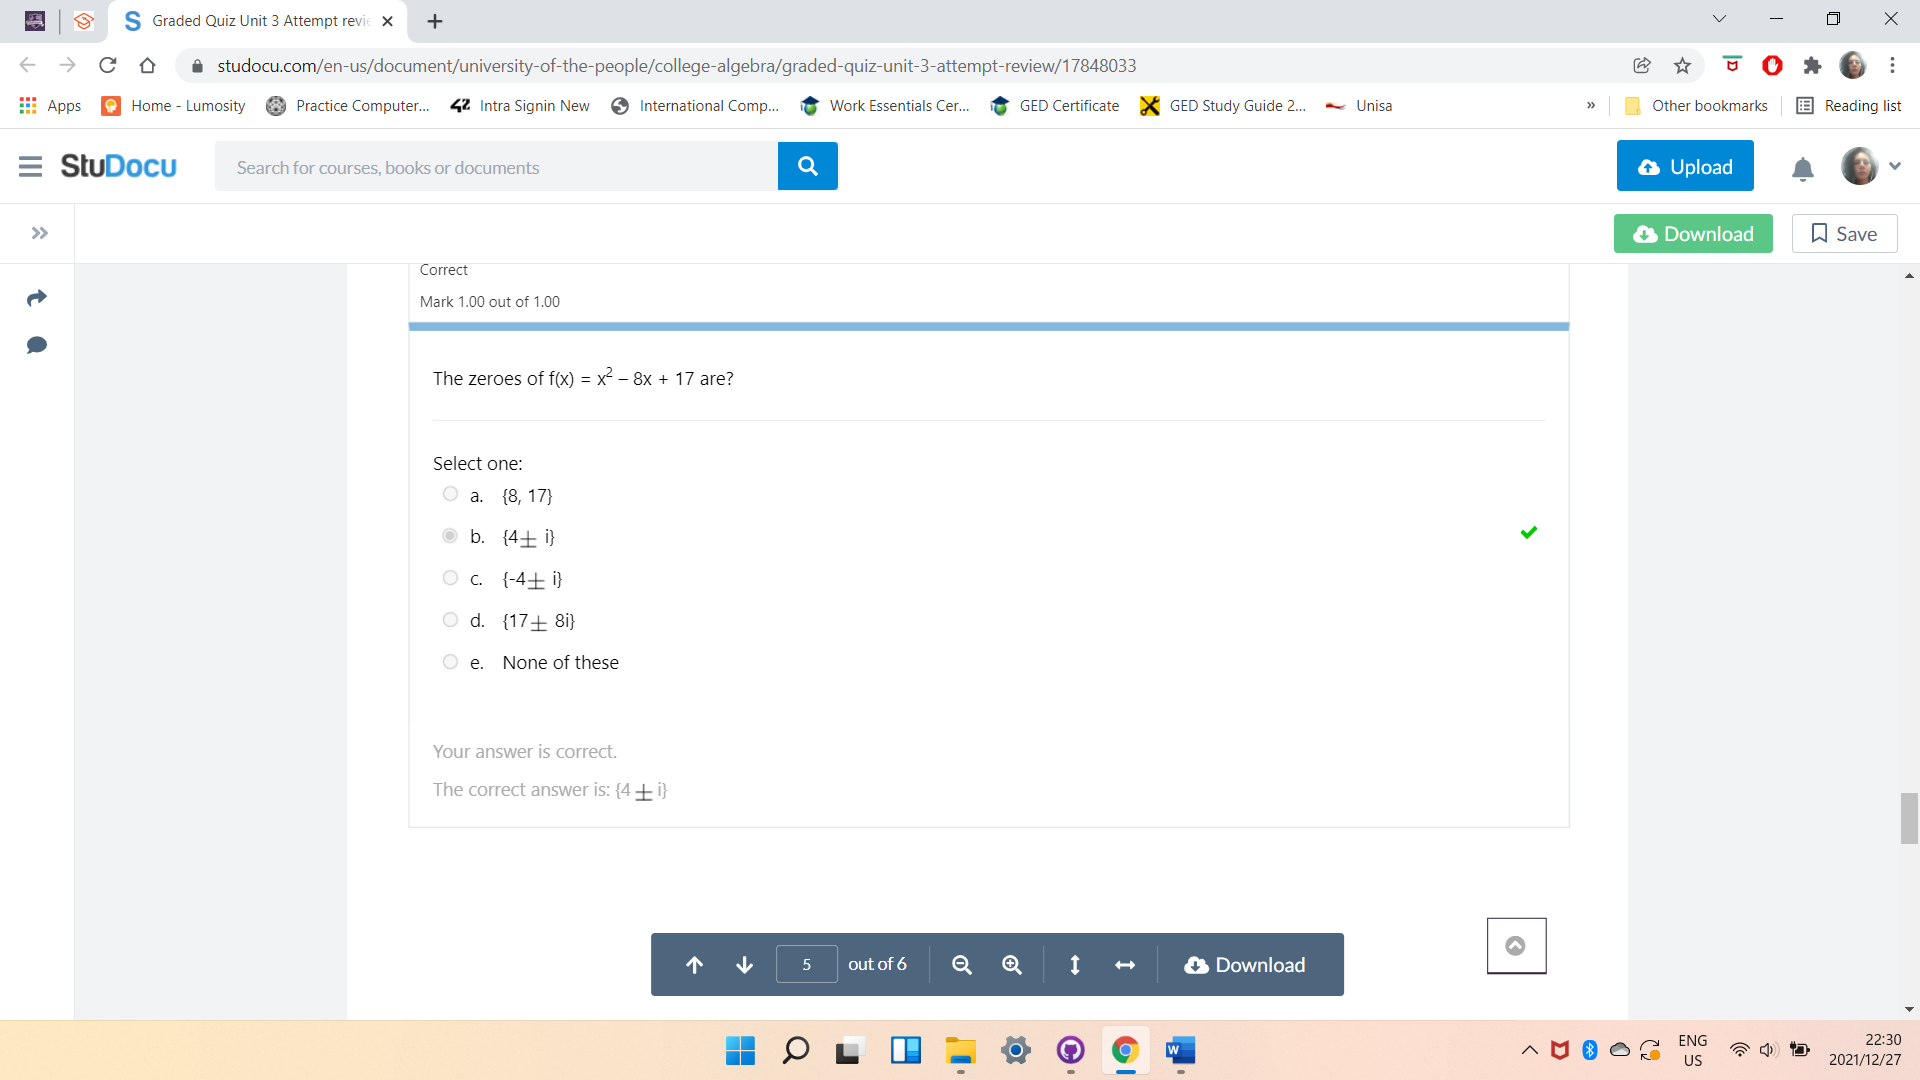 Graded Quiz Unit 3 Attempt revie
studocu.com/en-us/document/university-of-the-people/college-algebra/graded-quiz-unit-3-attempt-review/17848033
Apps Home - Lumosity Practice Computer... Intra Signin New International Comp... Work Essentials Cer... GED Certificate GED Study Guide 2... Unisa » Other bookmarks Reading list
StuDocu Search for courses, books or documents Upload
Download Save
Correct
Mark 1.00 out of 1.00
The zeroes of f(x) = x² – 8x + 17 are?
Select one:
a. {8, 17}
b. {4± i}
c. {-4± i}
d. {17± 8i}
e. None of these
Your answer is correct.
The correct answer is: {4 ± i}
5 out of 6 Download
ENG
US
22:30
2021/12/27